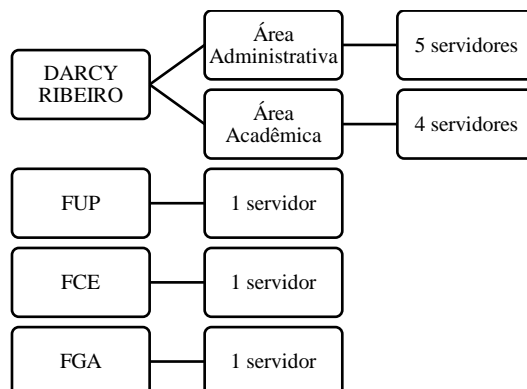 Área
Administrativa
5 servidores
DARCY
RIBEIRO
Área
Acadêmica
4 servidores
FUP
1 servidor
FCE
1 servidor
FGA
1 servidor